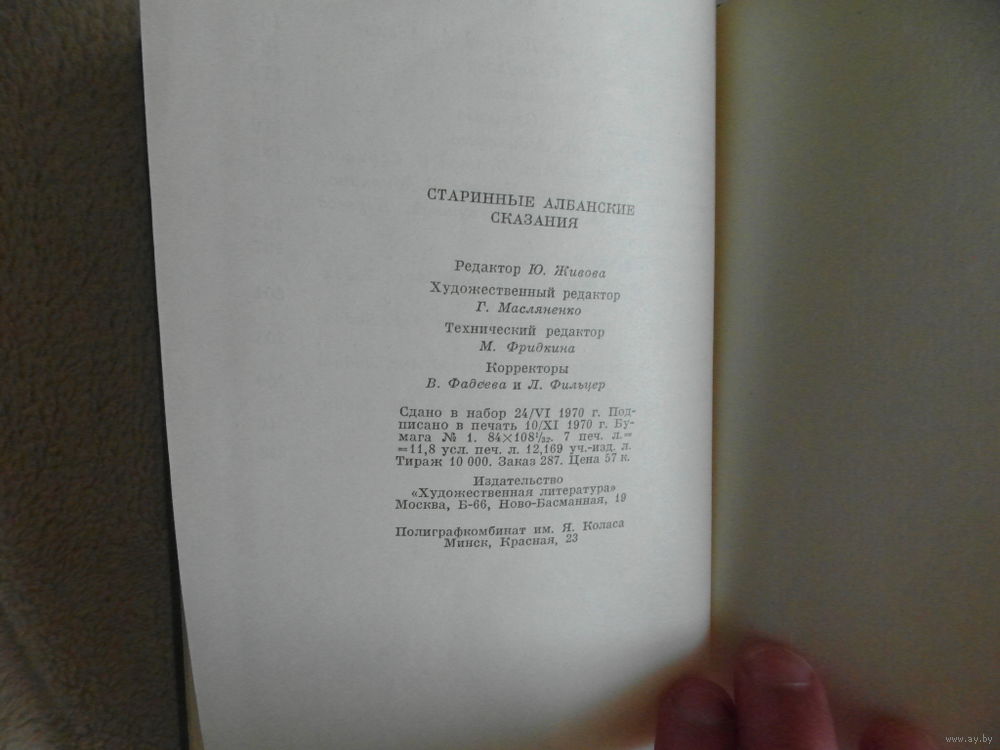 СТАРИННЫЕ АЛБАНСКИЕ
СКАЗАНИЯ
Редактор Ю. Живова
Художественный редактор
Г. Масляненко
Технический редактор
М. Фридкина
Корректоры
В. Фадеева и Л. Фильцер
Сдано в набор 24/VI 1970 г. Под-
писано в печать 10/XI 1970 г. Бу-
мага № 1. 84×108¹/₃₂. 7 печ. л.=
=11,8 усл. печ. л. 12,169 уч.-изд. л.
Тираж 10 000. Заказ 287. Цена 57 к.
Издательство
«Художественная литература»
Москва, Б-66, Ново-Басманная, 19
Полиграфкомбинат им. Я. Коласа
Минск, Красная, 23
www.ay.by